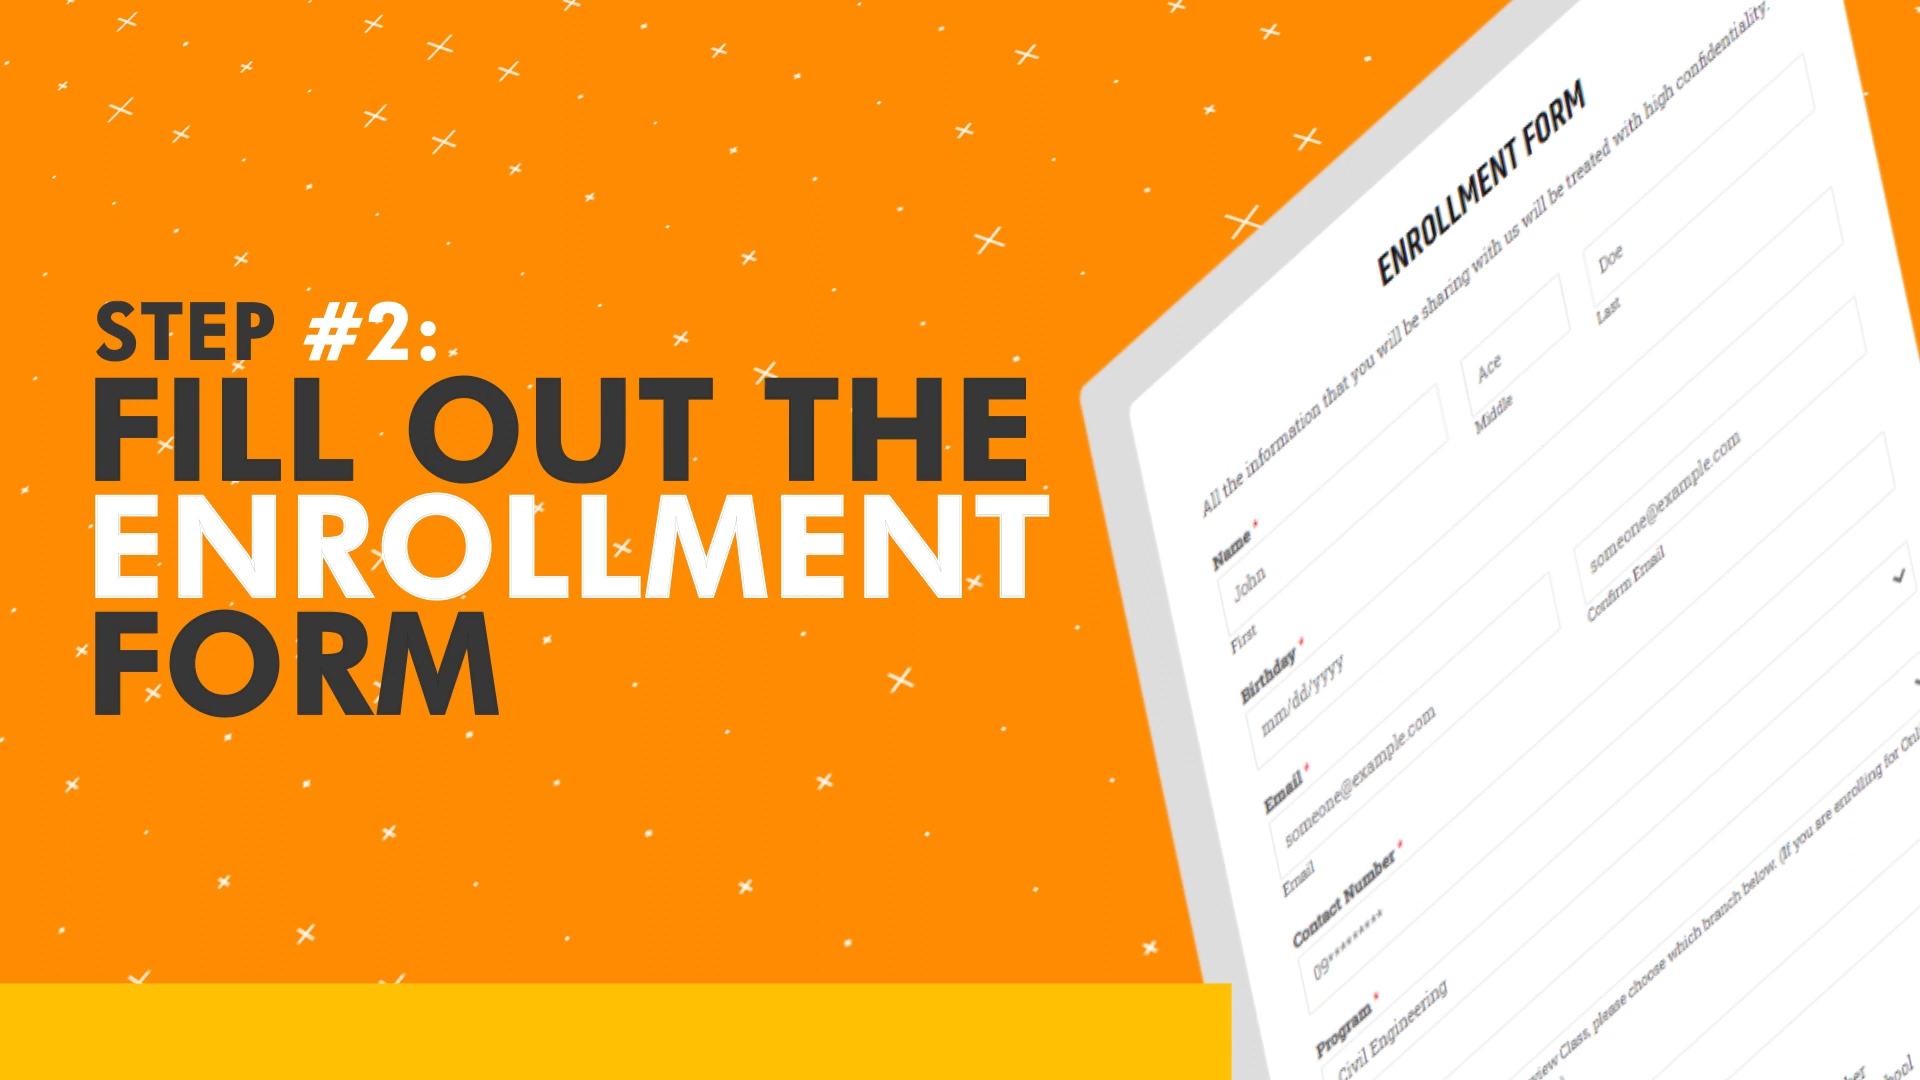 STEP #2:
FILL OUT THE
ENROLLMENT
FORM
ENROLLMENT FORM
All the information that you will be sharing with us will be treated with high confidentiality.
Name *
John
Ace
Doe
First
Middle
Last
Birthday *
mm/dd/yyyy
Email *
someone@example.com
someone@example.com
Email
Confirm Email
Contact Number *
09*********
Program *
Civil Engineering
Class, please choose which branch below. (If you are enrolling for